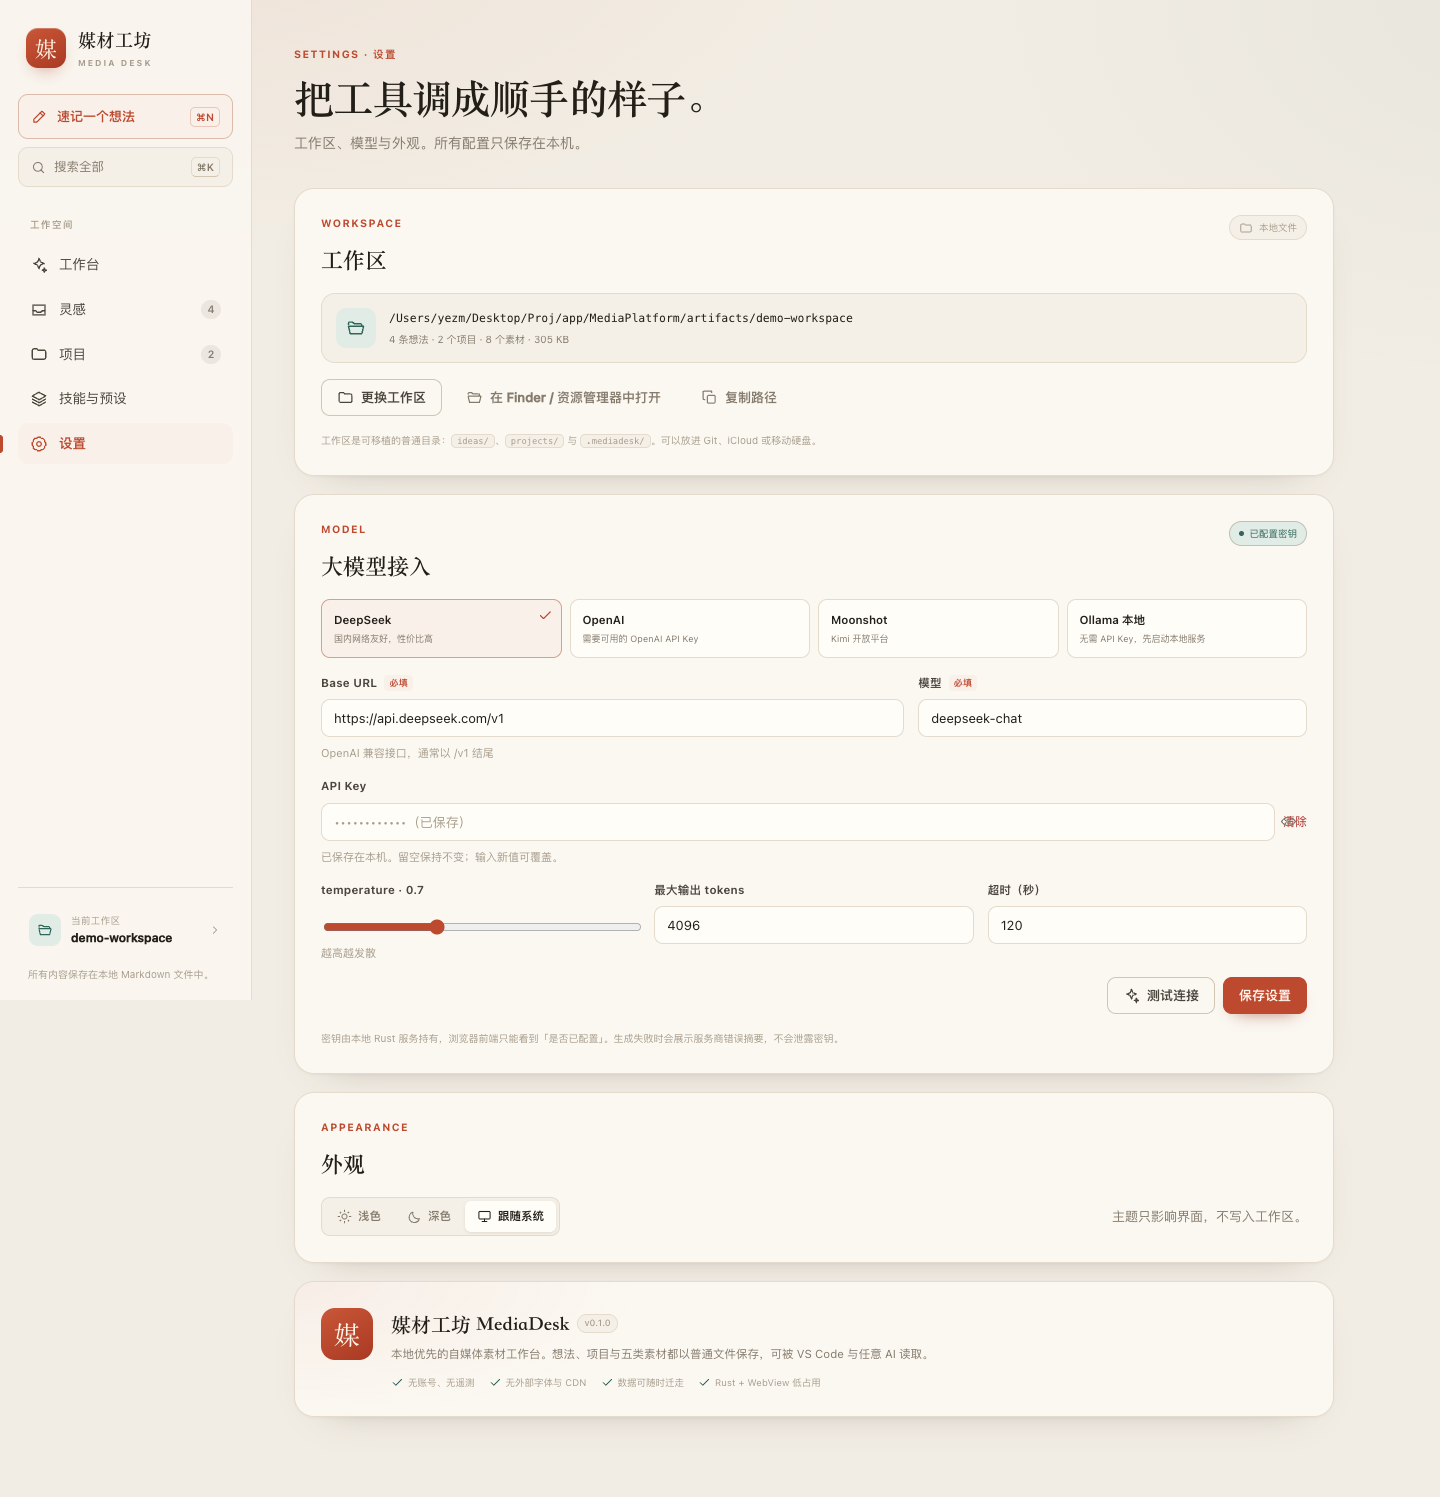 媒 媒材工坊
MEDIA DESK
速记一个想法 ⌘N
搜索全部 ⌘K
工作空间
工作台
灵感 4
项目 2
技能与预设
设置
当前工作区
demo-workspace
所有内容保存在本地 Markdown 文件中。
SETTINGS · 设置
把工具调成顺手的样子。
工作区、模型与外观。所有配置只保存在本机。
WORKSPACE
本地文件
工作区
/Users/yezm/Desktop/Proj/app/MediaPlatform/artifacts/demo-workspace
4 条想法 · 2 个项目 · 8 个素材 · 305 KB
更换工作区 在 Finder / 资源管理器中打开 复制路径
工作区是可移植的普通目录： ideas/ 、 projects/ 与 .mediadesk/ 。可以放进 Git、iCloud 或移动硬盘。
MODEL
已配置密钥
大模型接入
DeepSeek OpenAI Moonshot Ollama 本地
国内网络友好，性价比高 需要可用的 OpenAI API Key Kimi 开放平台 无需 API Key，先启动本地服务
Base URL 必填 模型 必填
https://api.deepseek.com/v1 deepseek-chat
OpenAI 兼容接口，通常以 /v1 结尾
API Key
••••••••••••（已保存） 清除
已保存在本机。留空保持不变；输入新值可覆盖。
temperature · 0.7 最大输出 tokens 超时（秒）
4096 120
越高越发散
测试连接 保存设置
密钥由本地 Rust 服务持有，浏览器前端只能看到「是否已配置」。生成失败时会展示服务商错误摘要，不会泄露密钥。
APPEARANCE
外观
浅色 深色 跟随系统 主题只影响界面，不写入工作区。
媒 媒材工坊 MediaDesk v0.1.0
本地优先的自媒体素材工作台。想法、项目与五类素材都以普通文件保存，可被 VS Code 与任意 AI 读取。
无账号、无遥测 无外部字体与 CDN 数据可随时迁走 Rust + WebView 低占用